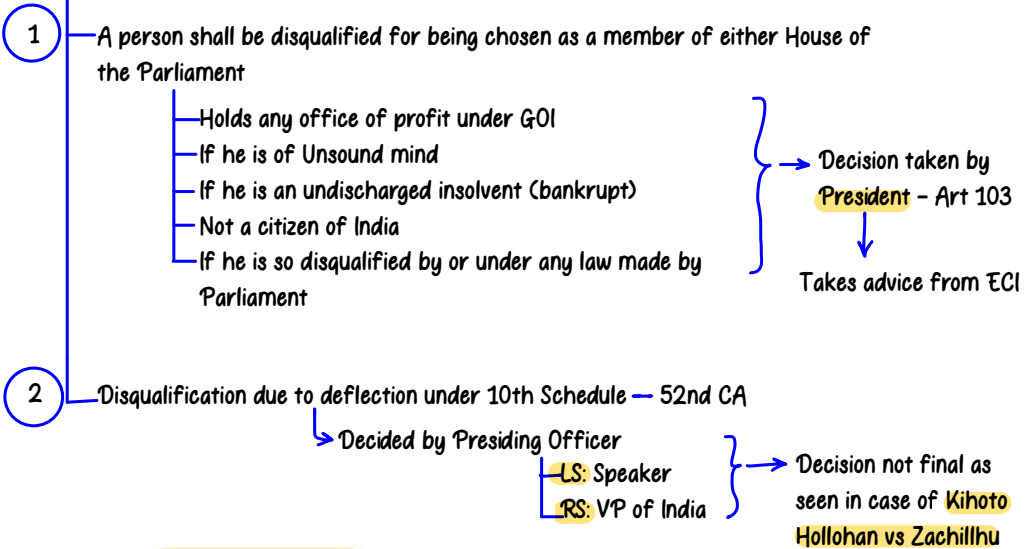 1
A person shall be disqualified for being chosen as a member of either House of
the Parliament
Holds any office of profit under GOI
If he is of Unsound mind
If he is an undischarged insolvent (bankrupt)
Not a citizen of India
If he is so disqualified by or under any law made by
Parliament
Decision taken by
President - Art 103
Takes advice from ECI
2
Disqualification due to deflection under 10th Schedule -- 52nd CA
Decided by Presiding Officer
LS: Speaker
RS: VP of India
Decision not final as
seen in case of Kihoto
Hollohan vs Zachillhu